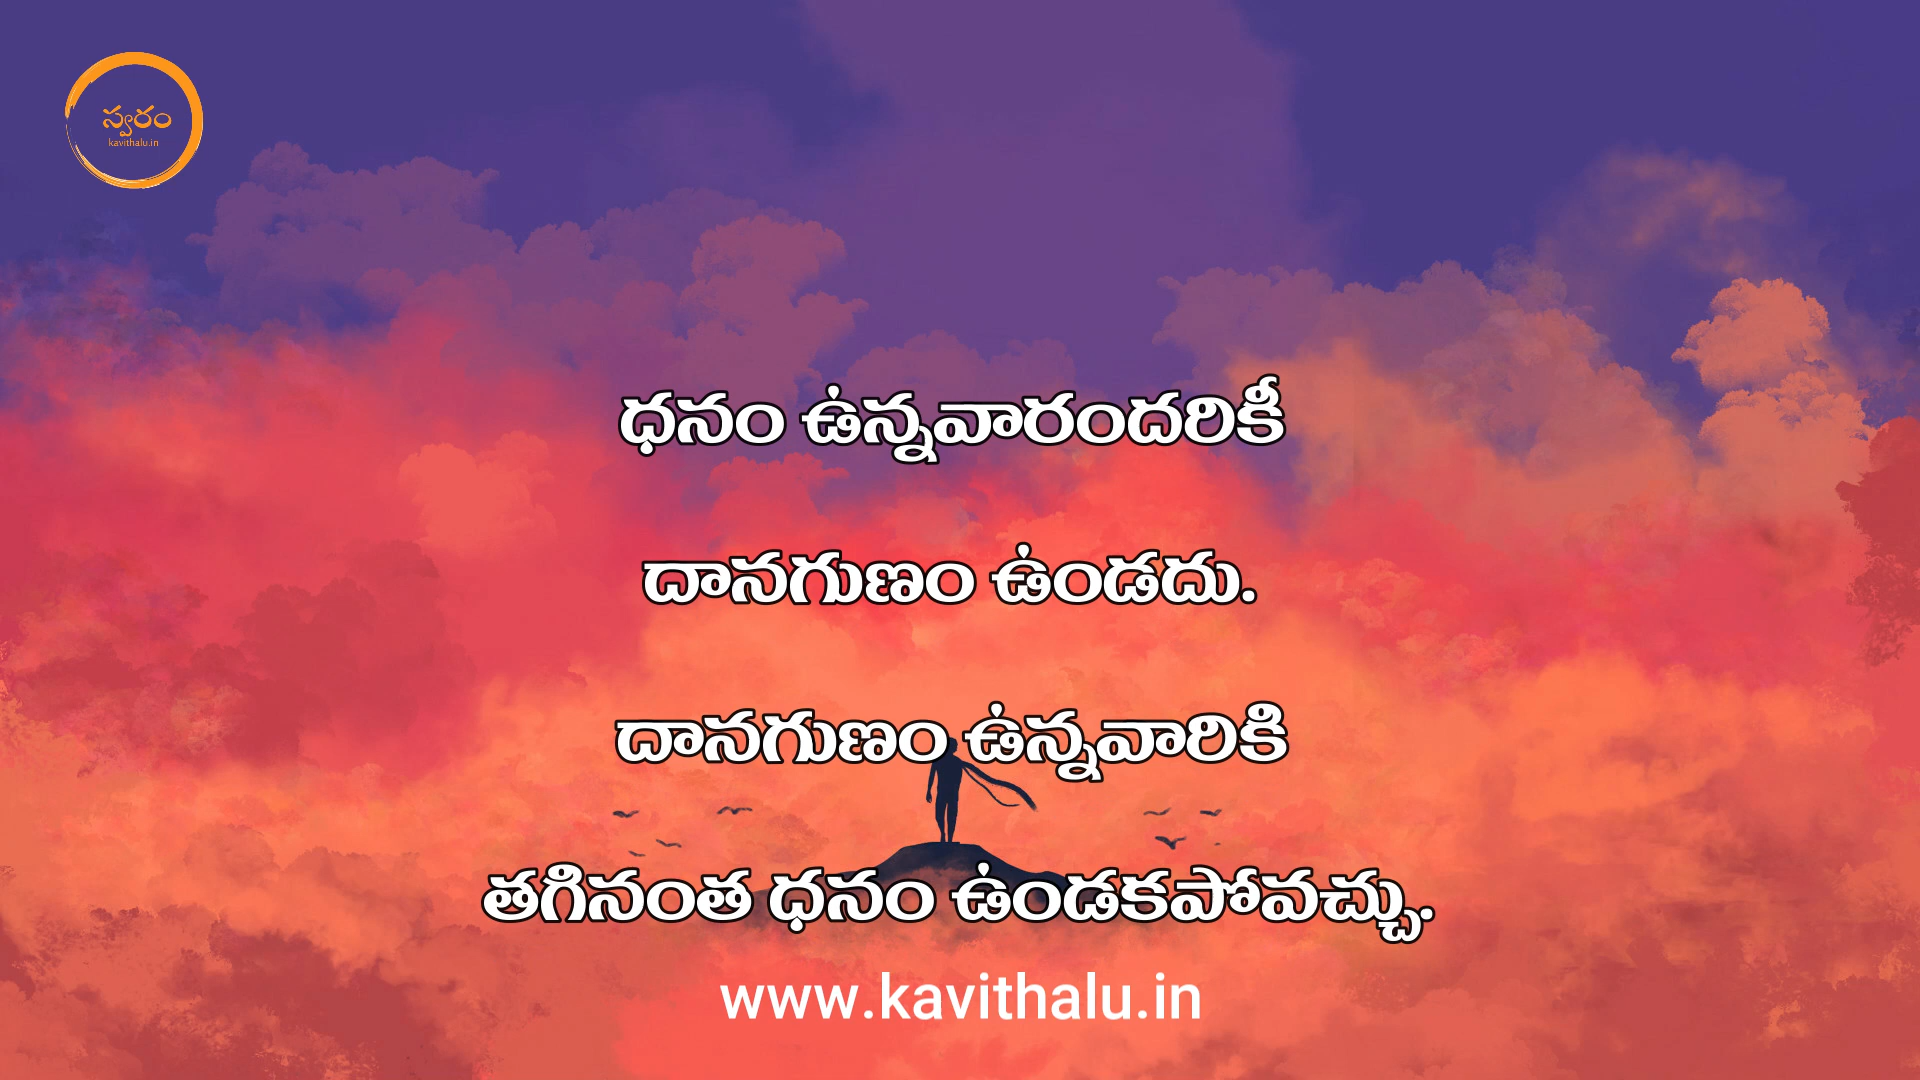 స్వరం
kavithalu.in
ధనం ఉన్నవారందరికీ
దానగుణం ఉండదు.
దానగుణం ఉన్నవారికి
తగినంత ధనం ఉండకపోవచ్చు.
www.kavithalu.in